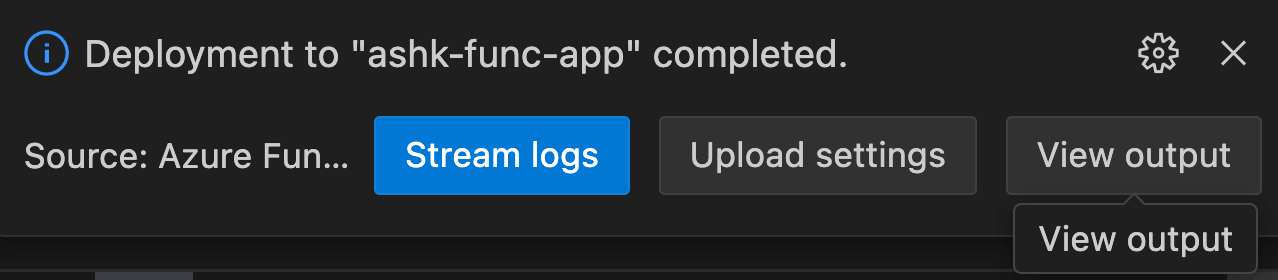 Deployment to "ashk-func-app" completed.
Source: Azure Fun... Stream logs Upload settings View output
View output